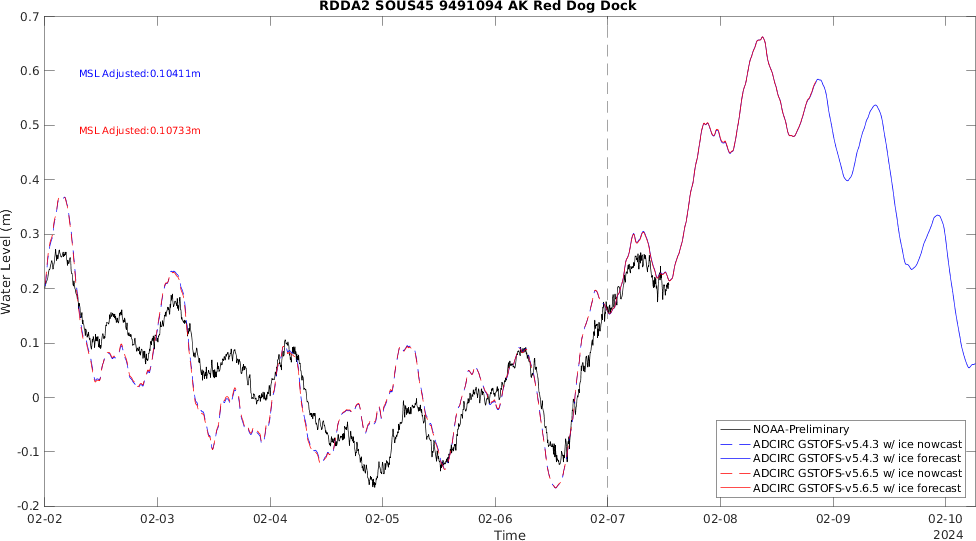 RDDA2 SOUS45 9491094 AK Red Dog Dock
MSL Adjusted:0.10411m
MSL Adjusted:0.10733m
Water Level (m)
0.7
0.6
0.5
0.4
0.3
0.2
0.1
0
-0.1
-0.2
02-02
02-03
02-04
02-05
02-06
02-07
02-08
02-09
02-10
2024
Time
NOAA-Preliminary
ADCIRC GSTOFS-v5.4.3 w/ ice nowcast
ADCIRC GSTOFS-v5.4.3 w/ ice forecast
ADCIRC GSTOFS-v5.6.5 w/ ice nowcast
ADCIRC GSTOFS-v5.6.5 w/ ice forecast